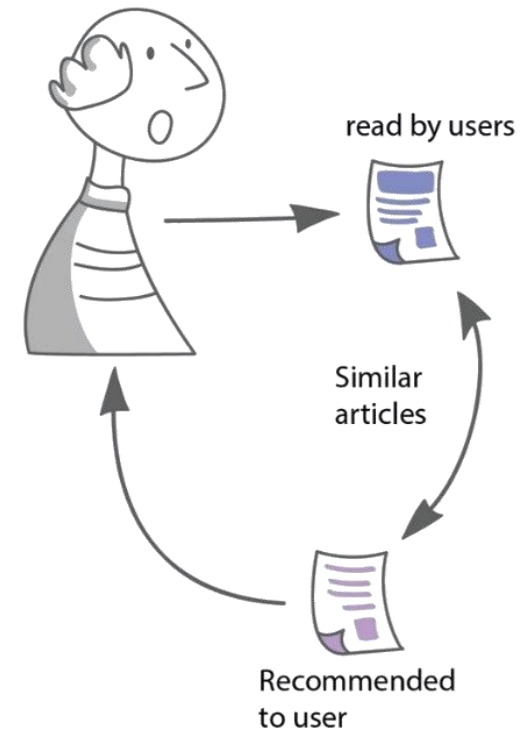 read by users
Similar
articles
Recommended
to user